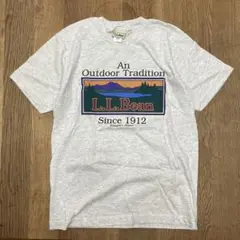 An
Outdoor Tradition
L.L.Bean
Since 1912